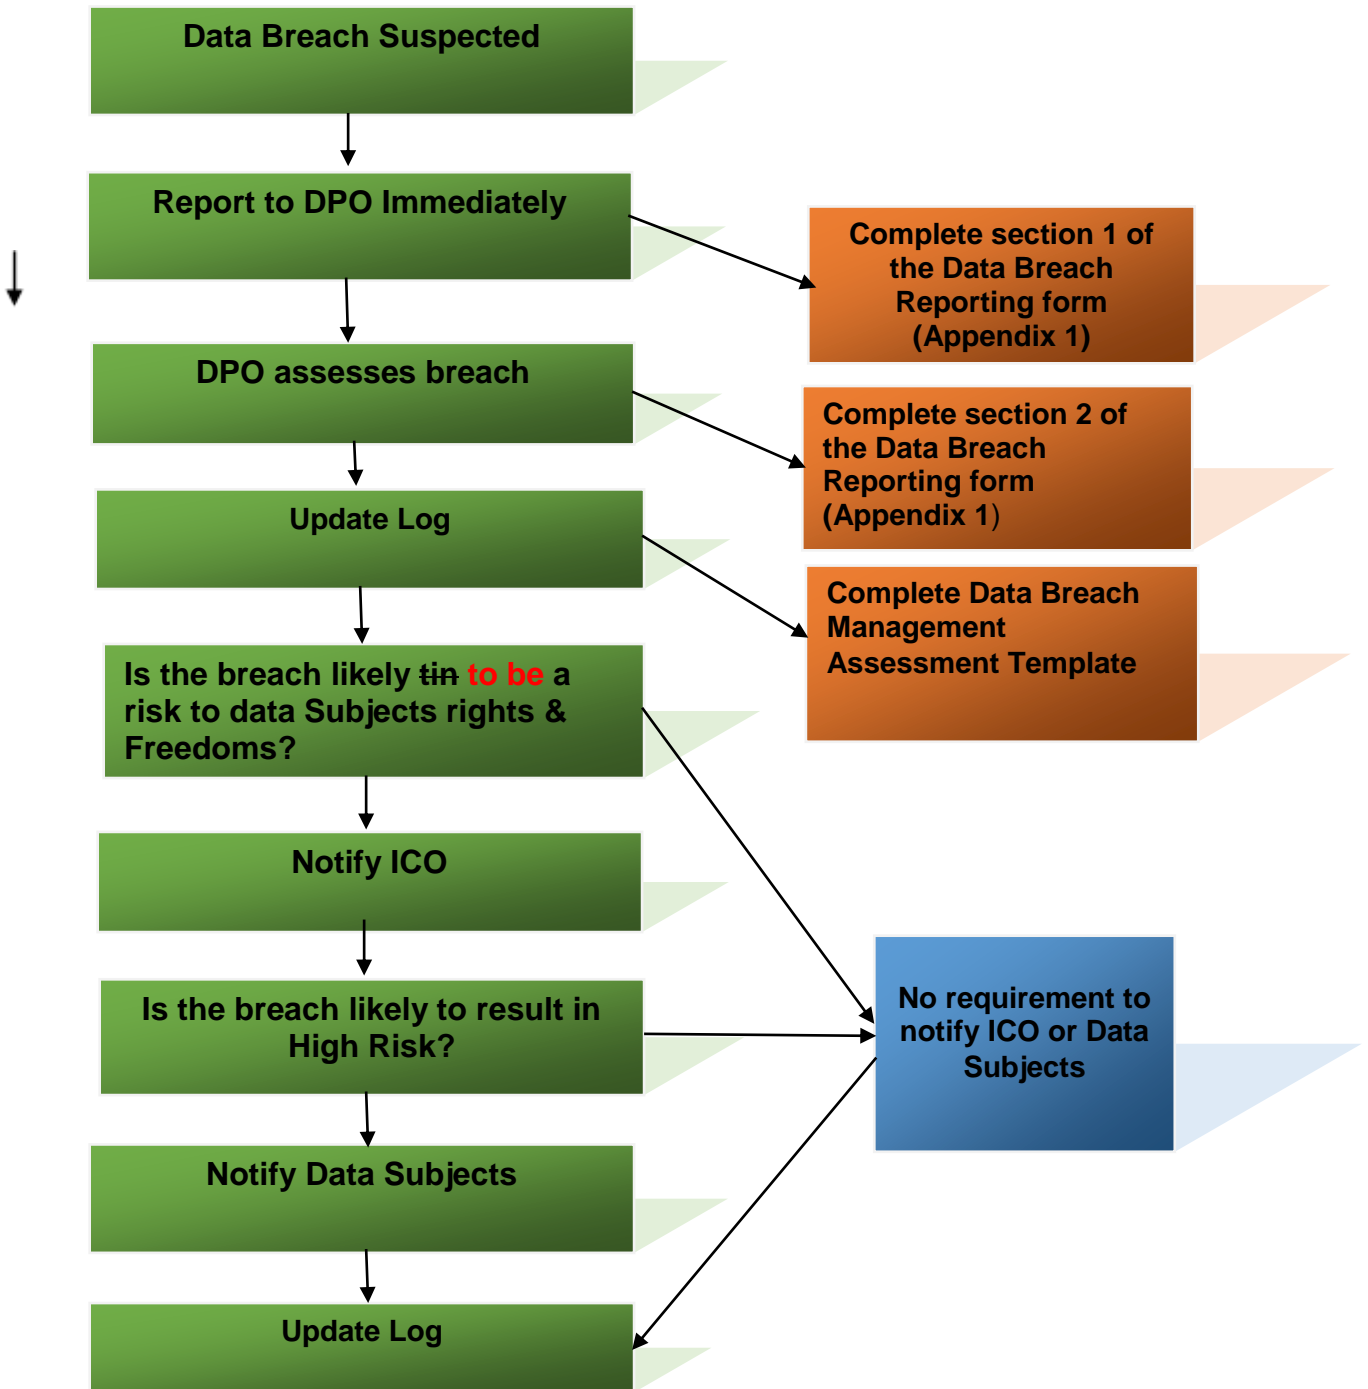 Data Breach Suspected
Report to DPO Immediately
Complete section 1 of
the Data Breach
Reporting form
(Appendix 1)
DPO assesses breach
Complete section 2 of
the Data Breach
Reporting form
(Appendix 1)
Update Log
Complete Data Breach
Management
Assessment Template
Is the breach likely tin to be a
risk to data Subjects rights &
Freedoms?
Notify ICO
No requirement to
notify ICO or Data
Subjects
Is the breach likely to result in
High Risk?
Notify Data Subjects
Update Log